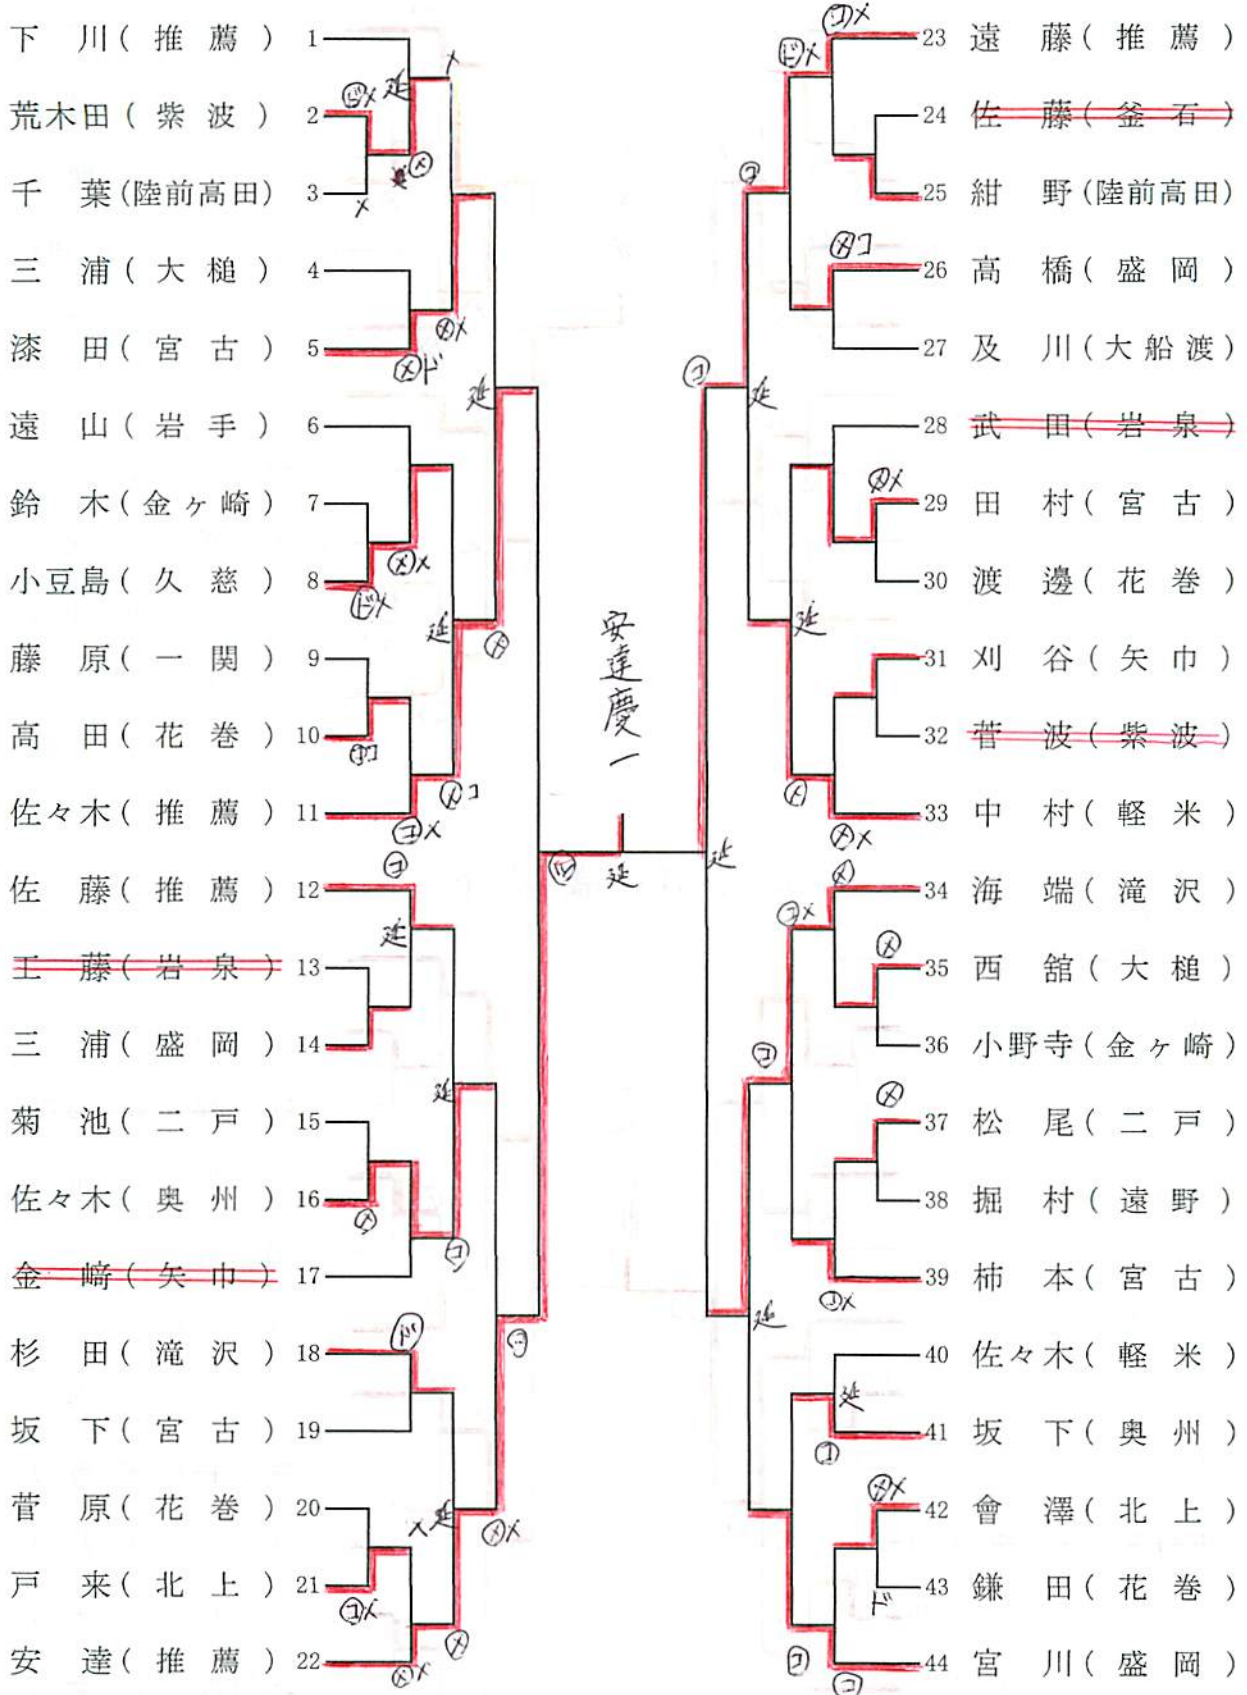 下川(推薦) 1
荒木田(紫波) 2
千葉(陸前高田) 3
三浦(大槌) 4
漆田(宮古) 5
遠山(岩手) 6
鈴木(金ヶ崎) 7
小豆島(久慈) 8
藤原(一関) 9
高田(花巻) 10
佐々木(推薦) 11
佐藤(推薦) 12
工藤(岩泉) 13
三浦(盛岡) 14
菊池(二戸) 15
佐々木(奥州) 16
金﨑(矢巾) 17
杉田(滝沢) 18
坂下(宮古) 19
菅原(花巻) 20
戸来(北上) 21
安達(推薦) 22
安達慶一
23 遠藤(推薦)
24 佐藤(釜石)
25 紺野(陸前高田)
26 高橋(盛岡)
27 及川(大船渡)
28 武田(岩泉)
29 田村(宮古)
30 渡邊(花巻)
31 刈谷(矢巾)
32 菅波(紫波)
33 中村(軽米)
34 海端(滝沢)
35 西舘(大槌)
36 小野寺(金ヶ崎)
37 松尾(二戸)
38 掘村(遠野)
39 柿本(宮古)
40 佐々木(軽米)
41 坂下(奥州)
42 會澤(北上)
43 鎌田(花巻)
44 宮川(盛岡)
延
延
延
延
延
延
延
延
延
延
延
延